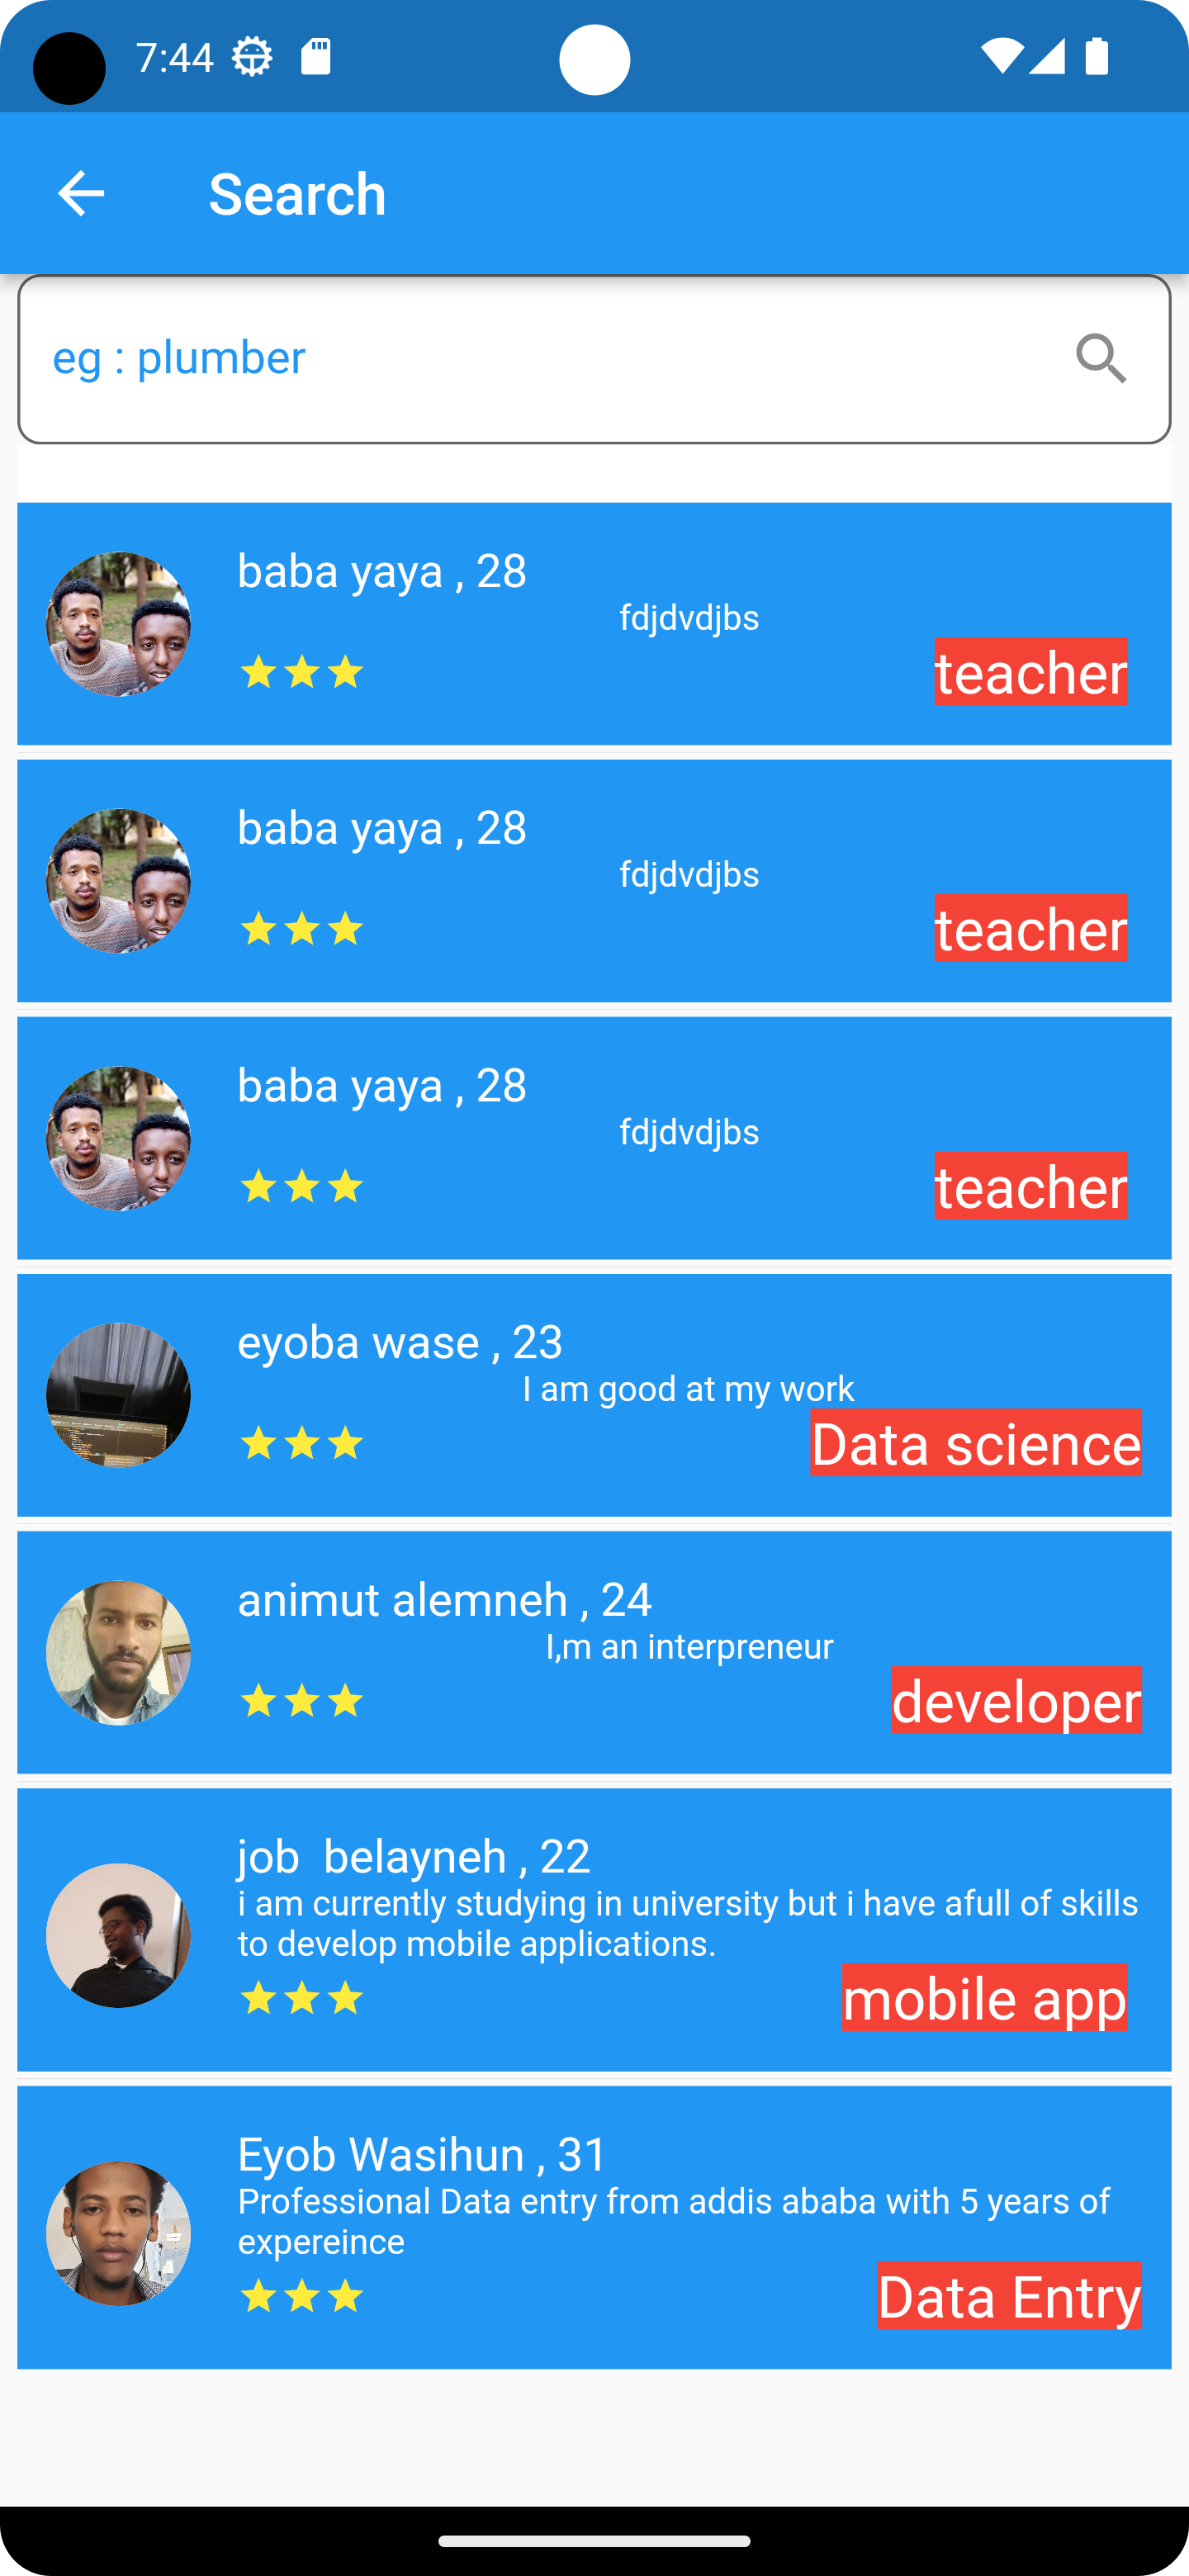 7:44
Search
eg : plumber
baba yaya , 28
fdjdvdjbs
teacher
baba yaya , 28
fdjdvdjbs
teacher
baba yaya , 28
fdjdvdjbs
teacher
eyoba wase , 23
I am good at my work
Data science
animut alemneh , 24
I,m an interpreneur
developer
job  belayneh , 22
i am currently studying in university but i have afull of skills
to develop mobile applications.
mobile app
Eyob Wasihun , 31
Professional Data entry from addis ababa with 5 years of
expereince
Data Entry